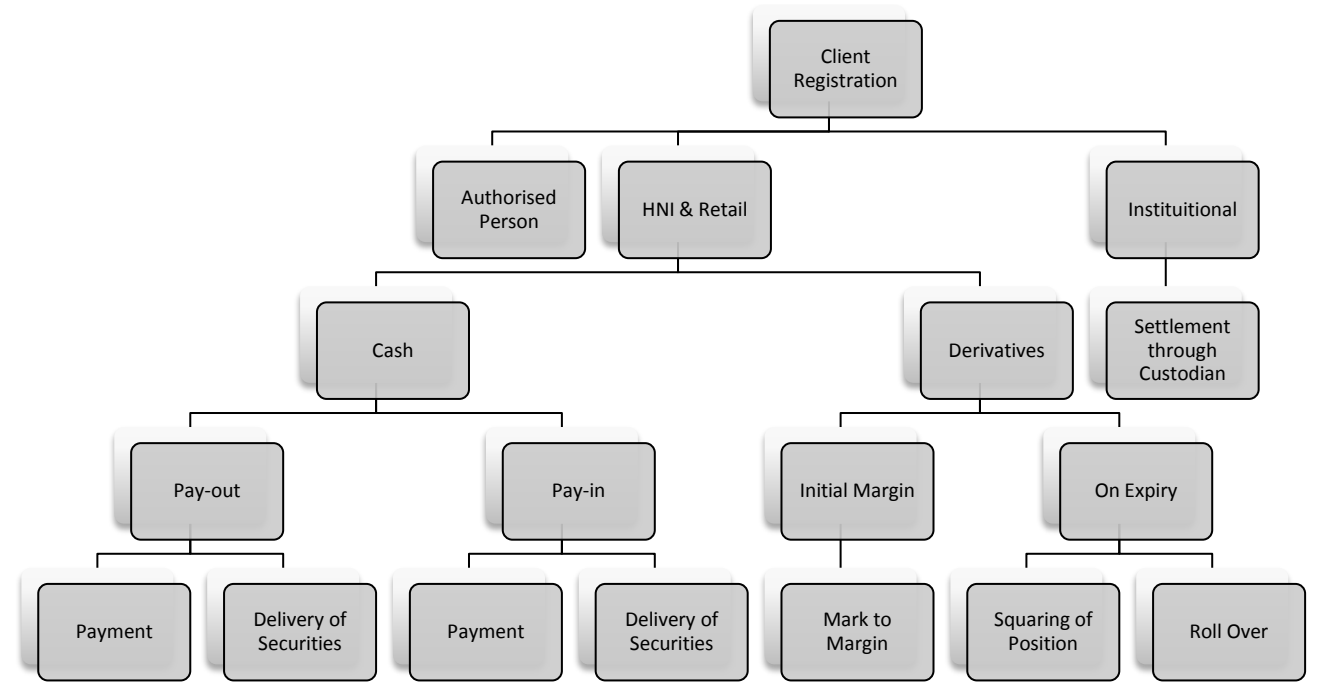 Client
Registration
Authorised
Person
HNI & Retail
Instituitional
Cash
Derivatives
Settlement
through
Custodian
Pay-out
Pay-in
Initial Margin
On Expiry
Payment
Delivery of
Securities
Payment
Delivery of
Securities
Mark to
Margin
Squaring of
Position
Roll Over